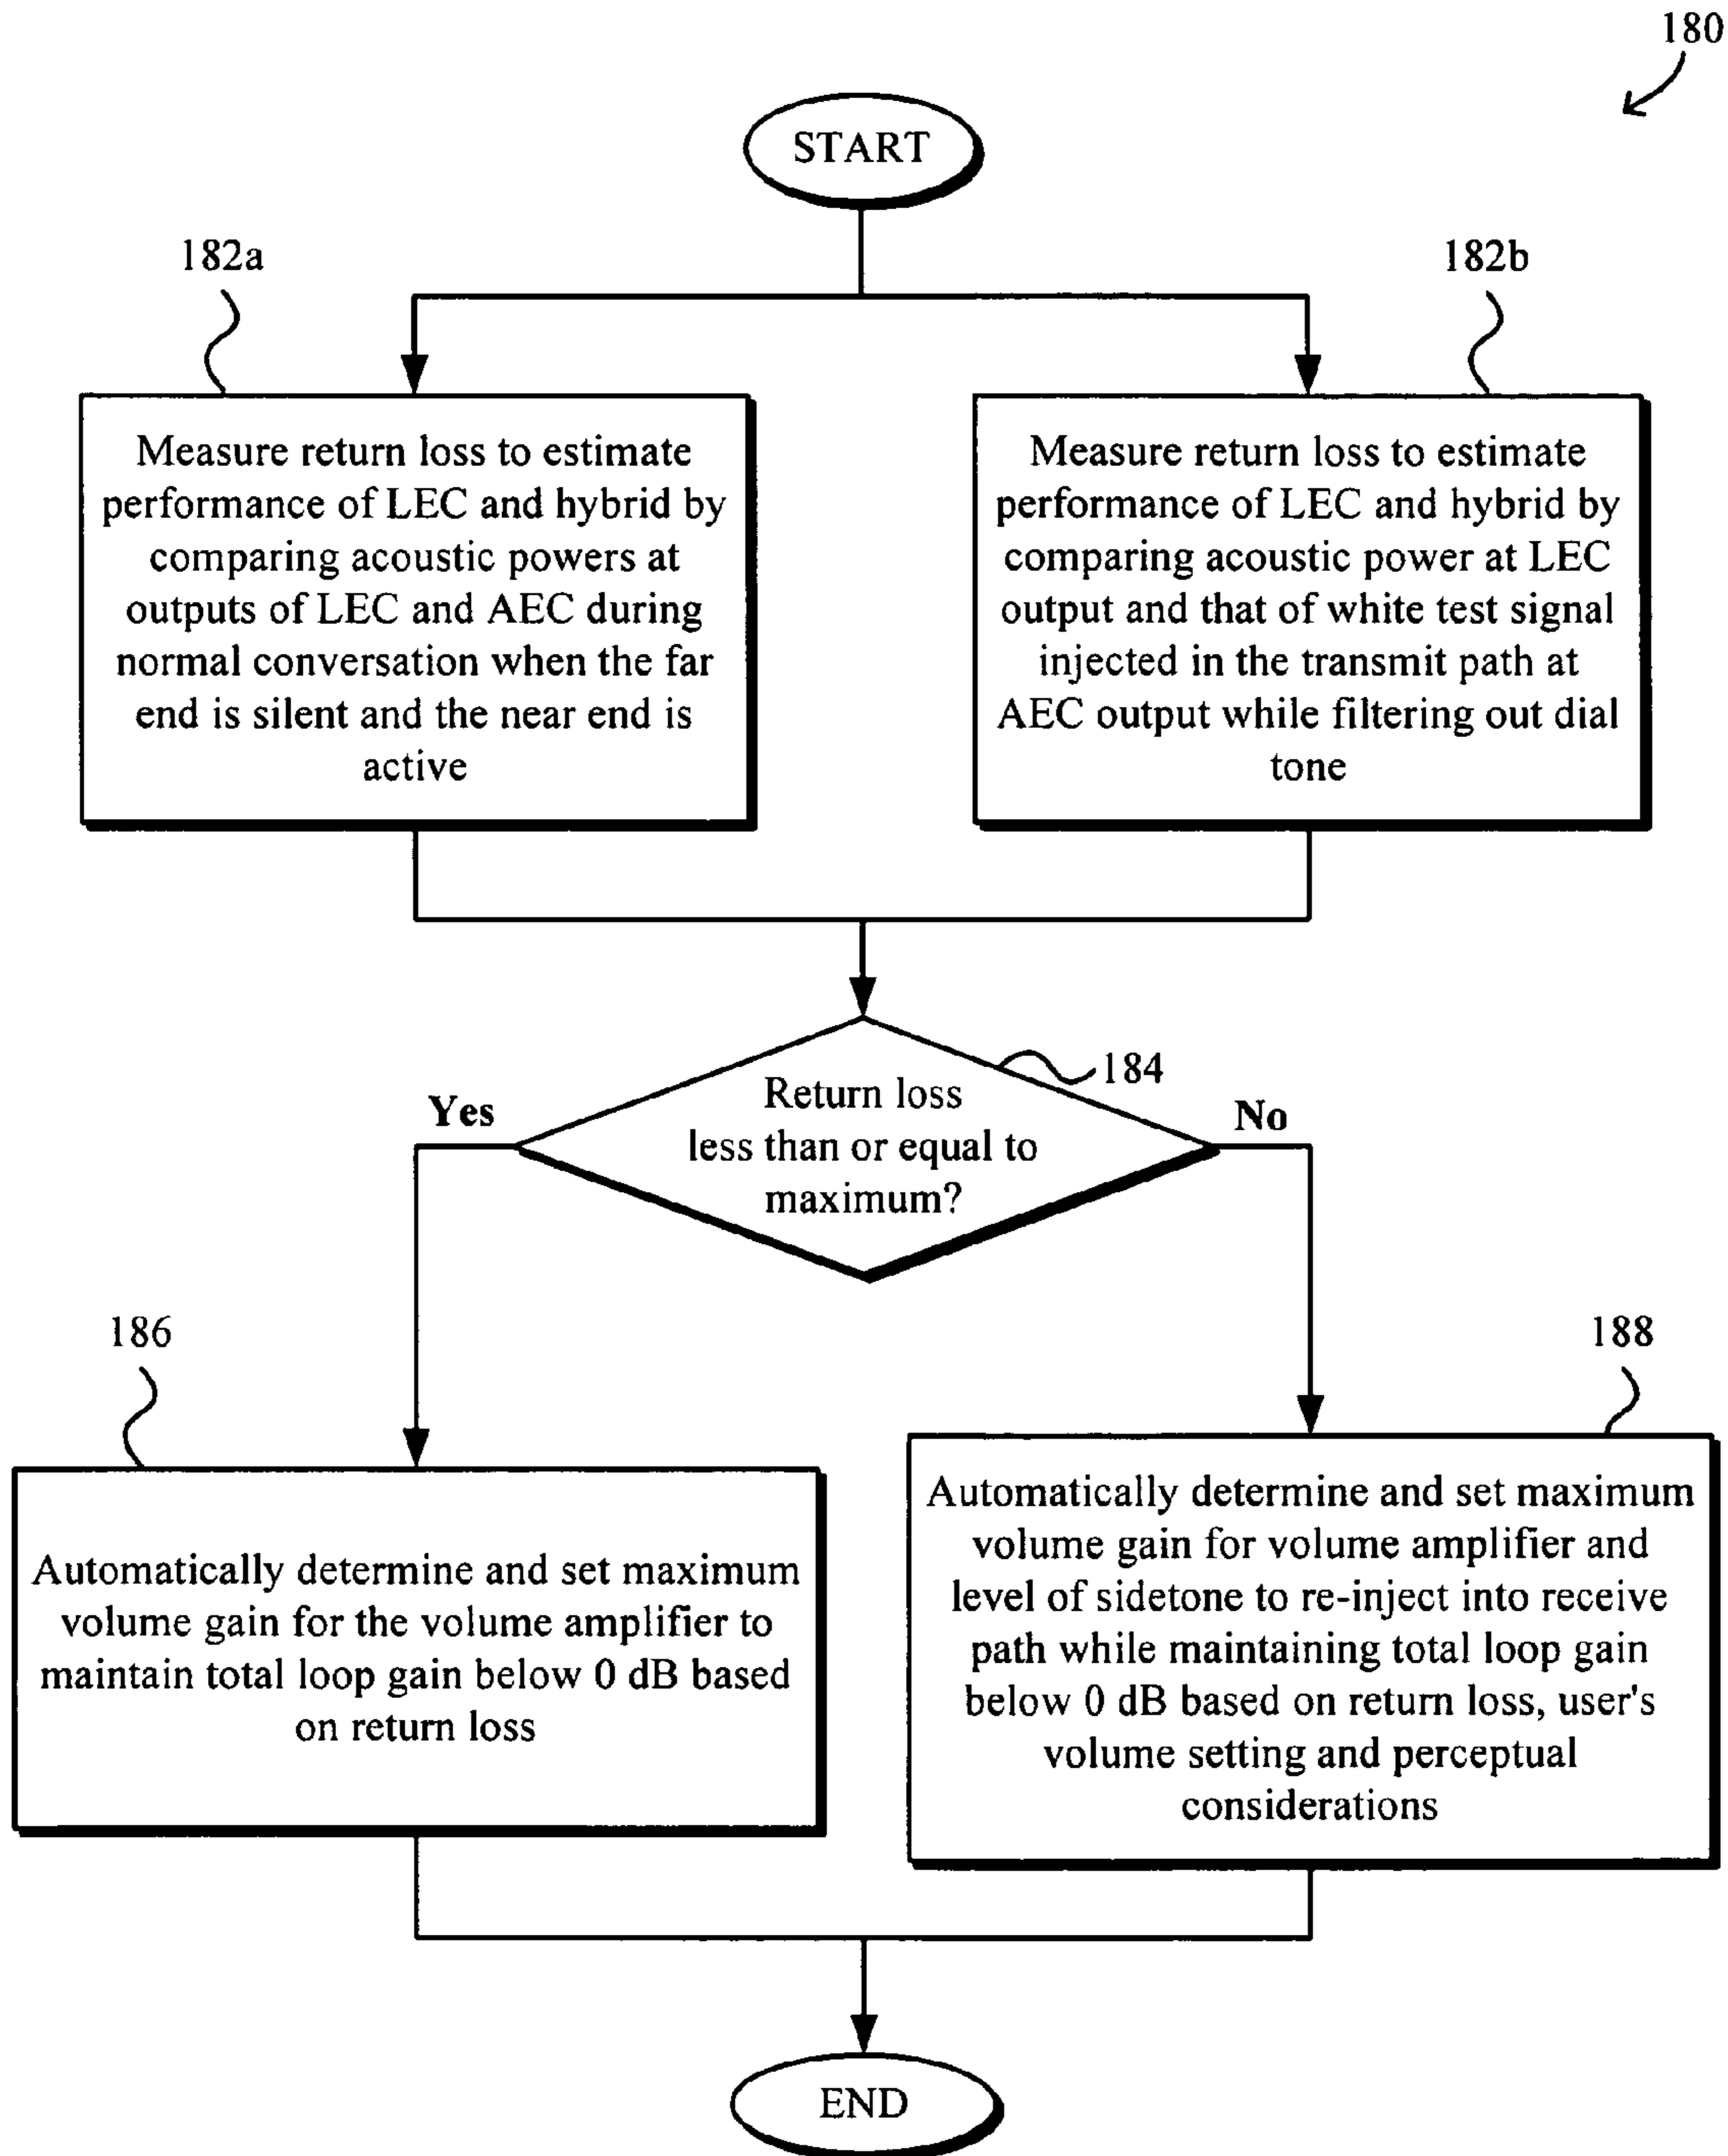 180
START
182a
182b
Measure return loss to estimate
performance of LEC and hybrid by
comparing acoustic powers at
outputs of LEC and AEC during
normal conversation when the far
end is silent and the near end is
active
Measure return loss to estimate
performance of LEC and hybrid by
comparing acoustic power at LEC
output and that of white test signal
injected in the transmit path at
AEC output while filtering out dial
tone
184
Return loss
less than or equal to
maximum?
Yes
No
186
188
Automatically determine and set maximum
volume gain for the volume amplifier to
maintain total loop gain below 0 dB based
on return loss
Automatically determine and set maximum
volume gain for volume amplifier and
level of sidetone to re-inject into receive
path while maintaining total loop gain
below 0 dB based on return loss, user's
volume setting and perceptual
considerations
END